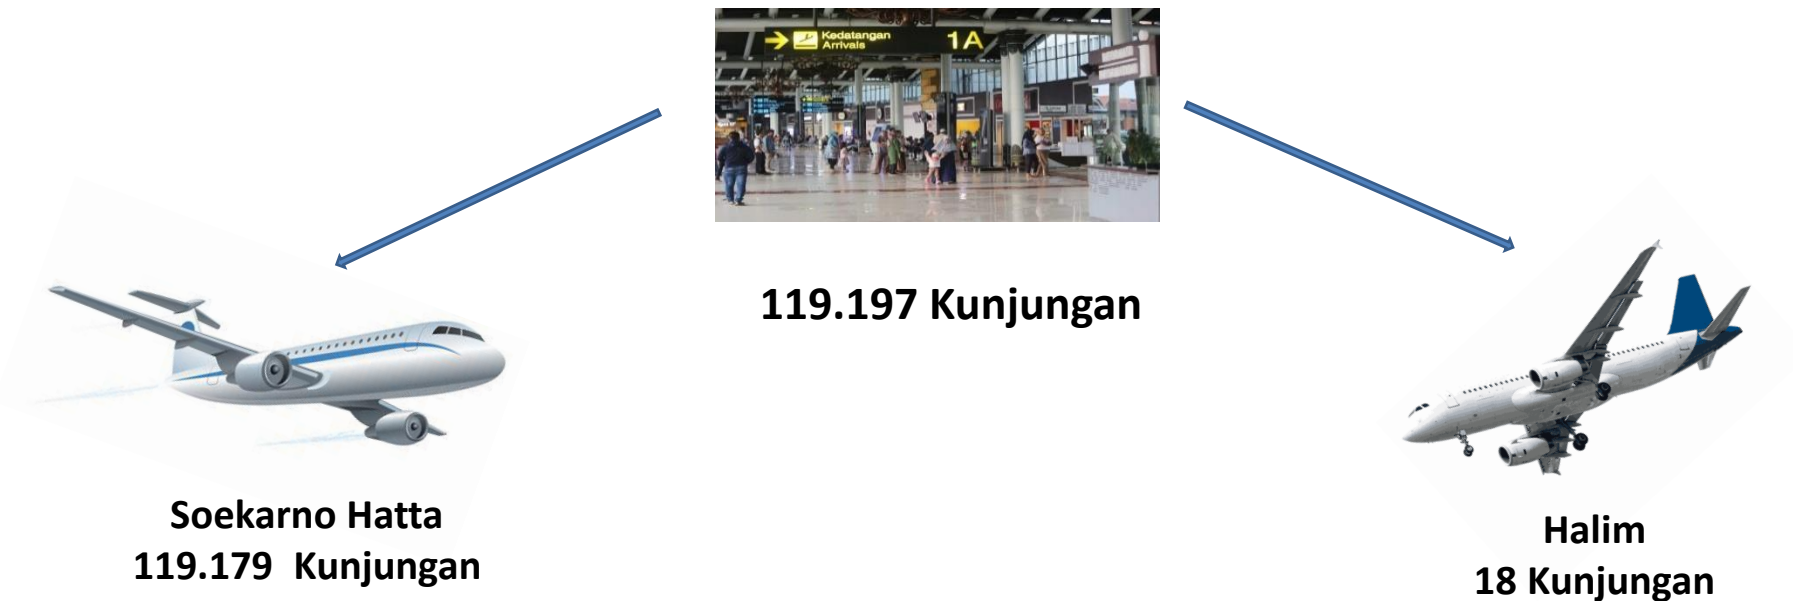 Kedatangan
Arrivals
1A
119.197 Kunjungan
Soekarno Hatta
119.179 Kunjungan
Halim
18 Kunjungan